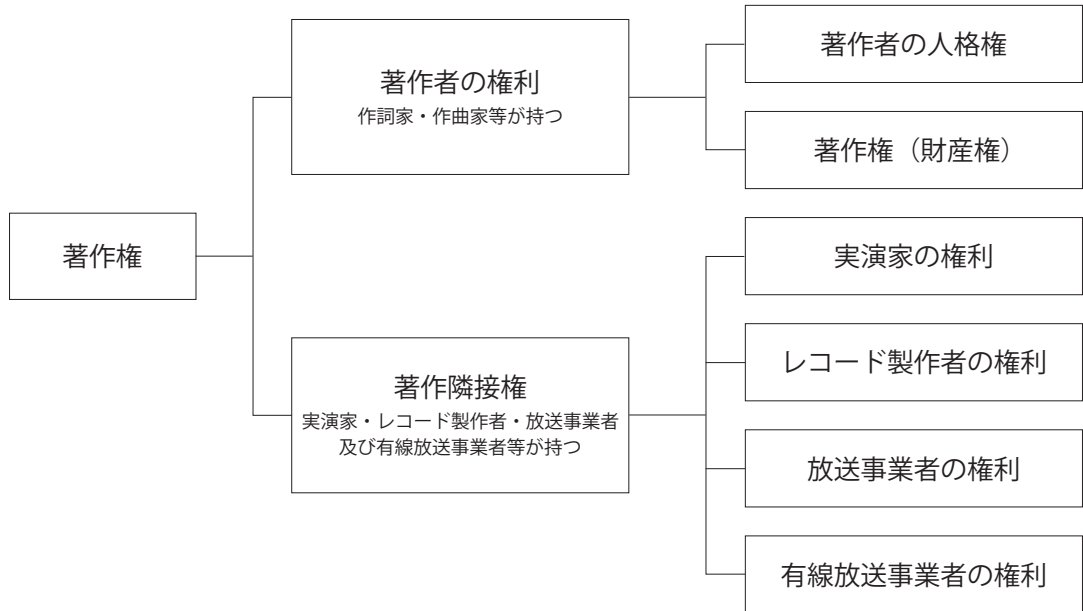 著作権
著作者の権利
作詞家・作曲家等が持つ
著作者の人格権
著作権（財産権）
著作隣接権
実演家・レコード製作者・放送事業者
及び有線放送事業者等が持つ
実演家の権利
レコード製作者の権利
放送事業者の権利
有線放送事業者の権利